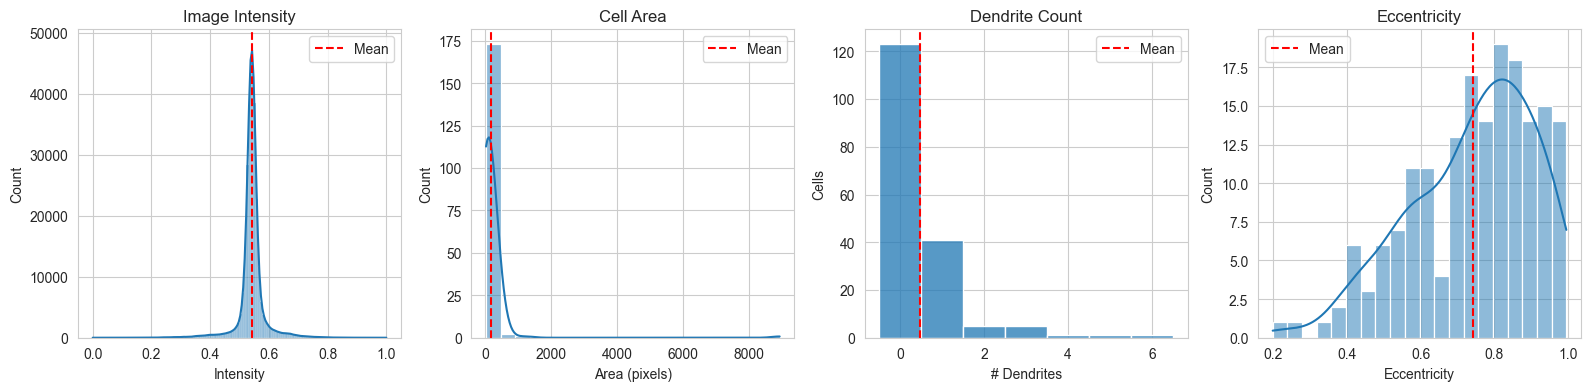 Image Intensity
50000
40000
30000
20000
10000
0
Count
0.0 0.2 0.4 0.6 0.8 1.0
Intensity
Mean
Cell Area
175
150
125
100
75
50
25
0
Count
0 2000 4000 6000 8000
Area (pixels)
Mean
Dendrite Count
120
100
80
60
40
20
0
Cells
0 2 4 6
# Dendrites
Mean
Eccentricity
17.5
15.0
12.5
10.0
7.5
5.0
2.5
0.0
Count
0.2 0.4 0.6 0.8 1.0
Eccentricity
Mean